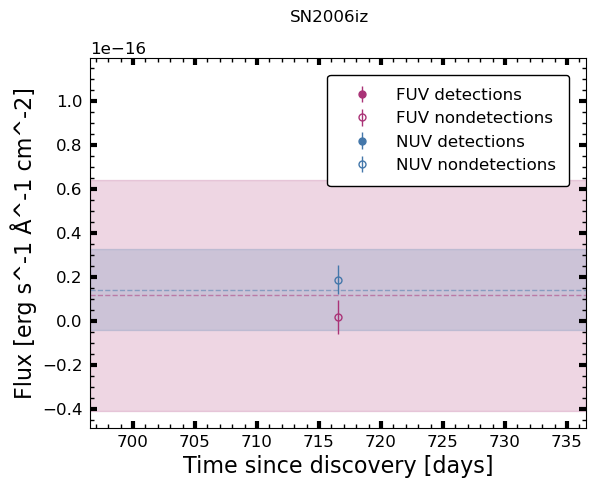 SN2006iz
1e−16
FUV detections
FUV nondetections
NUV detections
NUV nondetections
1.0
0.8
0.6
0.4
0.2
0.0
−0.2
−0.4
Flux [erg s^-1 Å^-1 cm^-2]
700 705 710 715 720 725 730 735
Time since discovery [days]